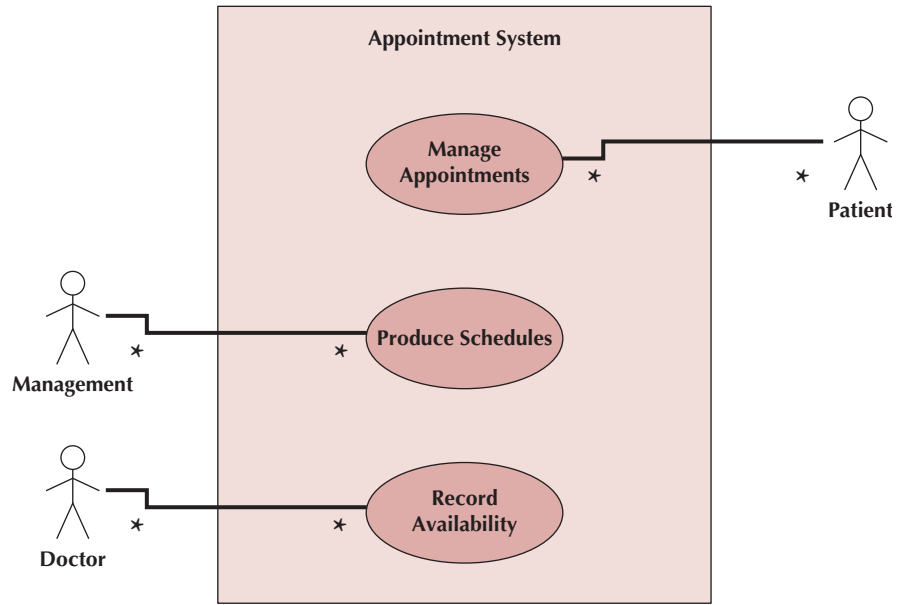 Appointment System
Manage
Appointments
*
*
Patient
Produce Schedules
*
*
Management
Record
Availability
*
*
Doctor